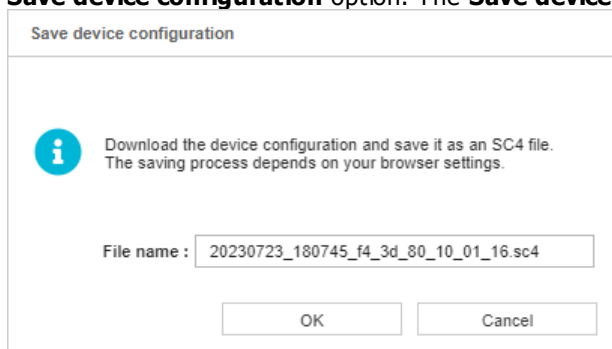 Save device configuration option. The Save device
Save device configuration
Download the device configuration and save it as an SC4 file.
The saving process depends on your browser settings.
File name : 20230723_180745_f4_3d_80_10_01_16.sc4
OK Cancel